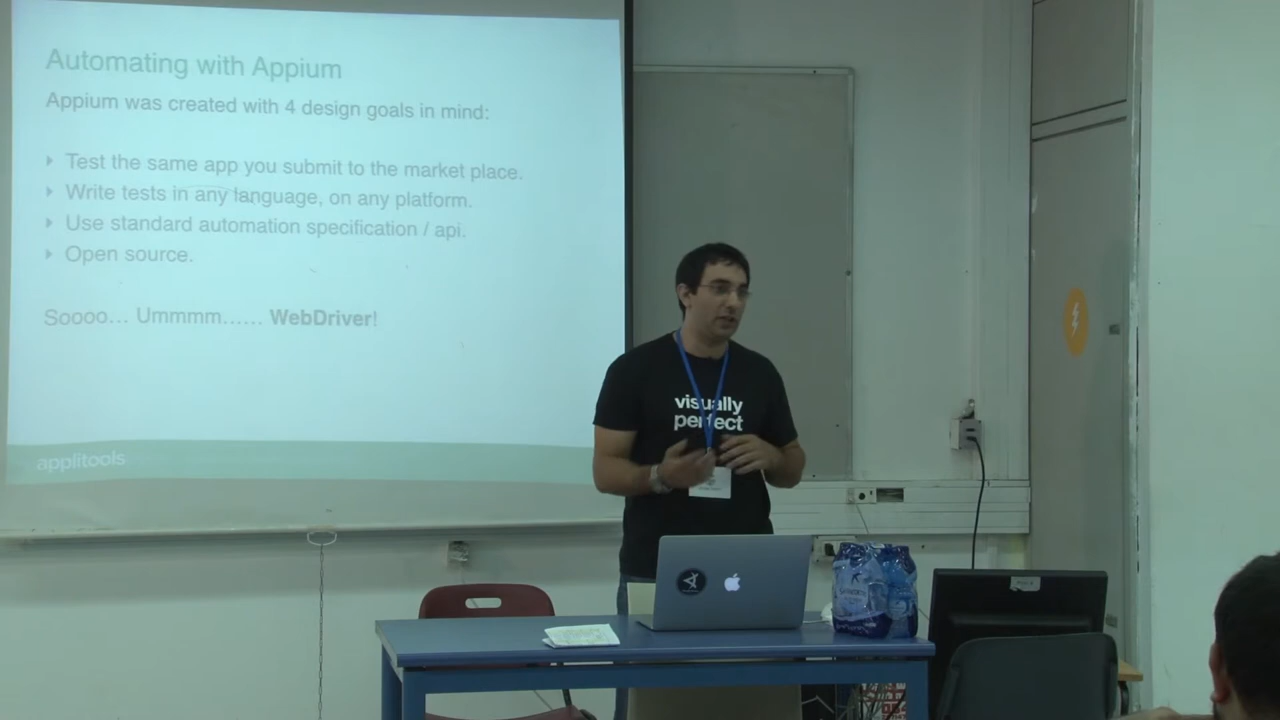 Automating with Appium
Appium was created with 4 design goals in mind:
Test the same app you submit to the market place.
Write tests in any language, on any platform.
Use standard automation specification / api.
Open source.
Soooo... Ummmm...... WebDriver!
applitools
visually
perfect